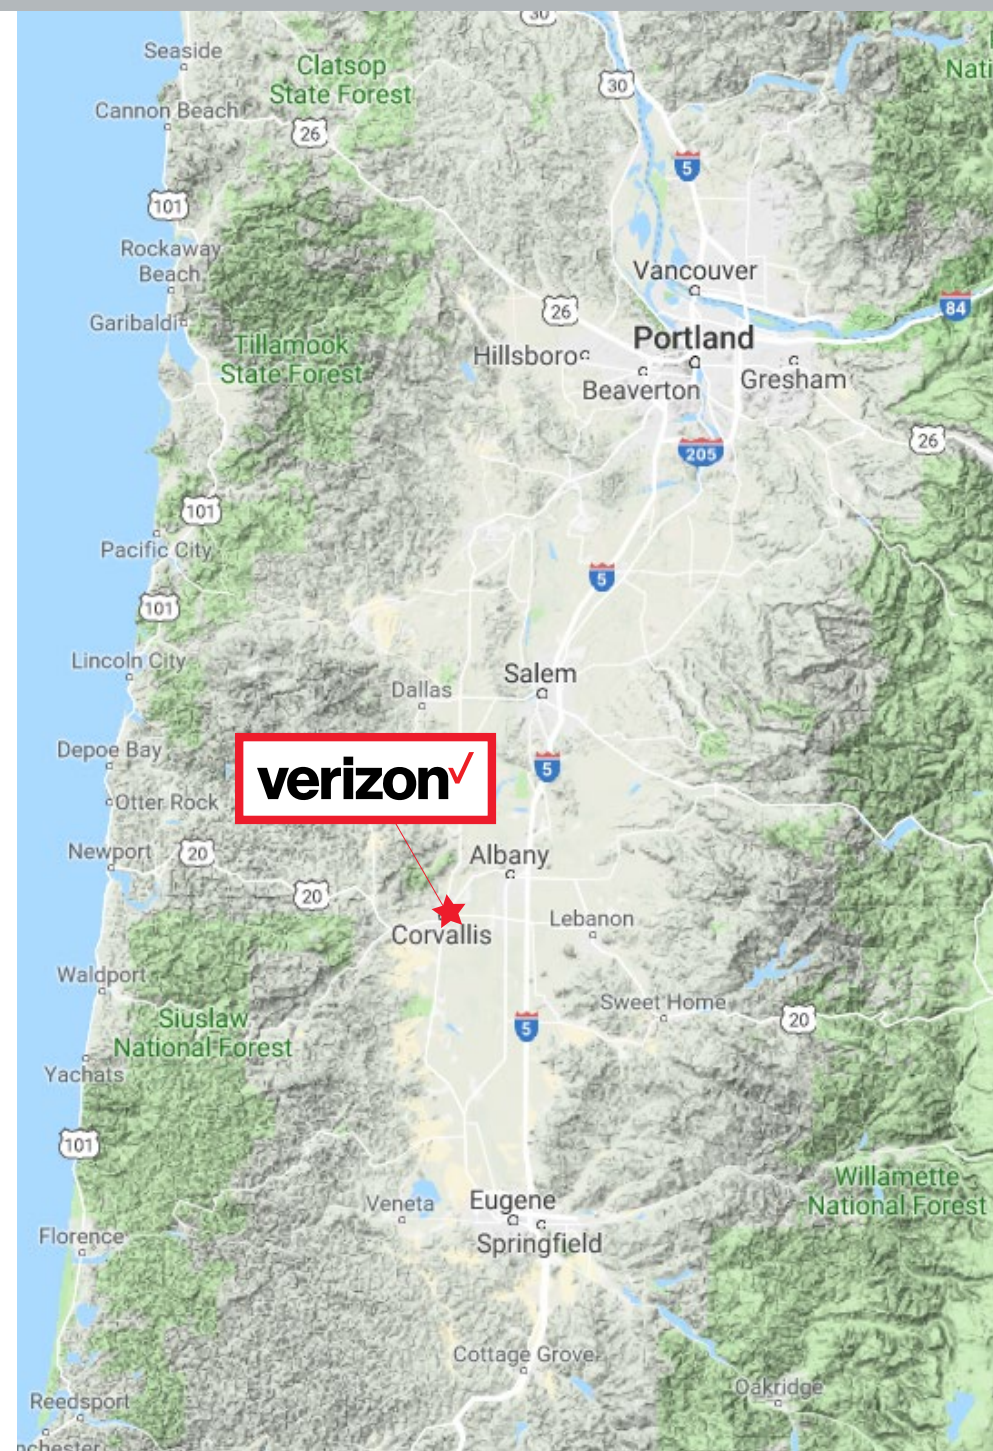 30
Seaside
Clatsop
State Forest
Nati
30
Cannon Beach
26
5
101
Rockaway
Beach
Vancouver
84
26
Garibaldi
Portland
Tillamook
State Forest
Hillsboro
Beaverton
Gresham
26
205
101
Pacific City
5
101
Lincoln City
Salem
Dallas
Depoe Bay
verizon✓
5
Otter Rock
Newport
20
Albany
20
Lebanon
Corvallis
Waldport
Sweet Home
20
Siuslaw
National Forest
5
Yachats
101
Willamette
National Forest
Veneta
Eugene
Florence
Springfield
Cottage Grove
Oakridge
Reedsport
nchester